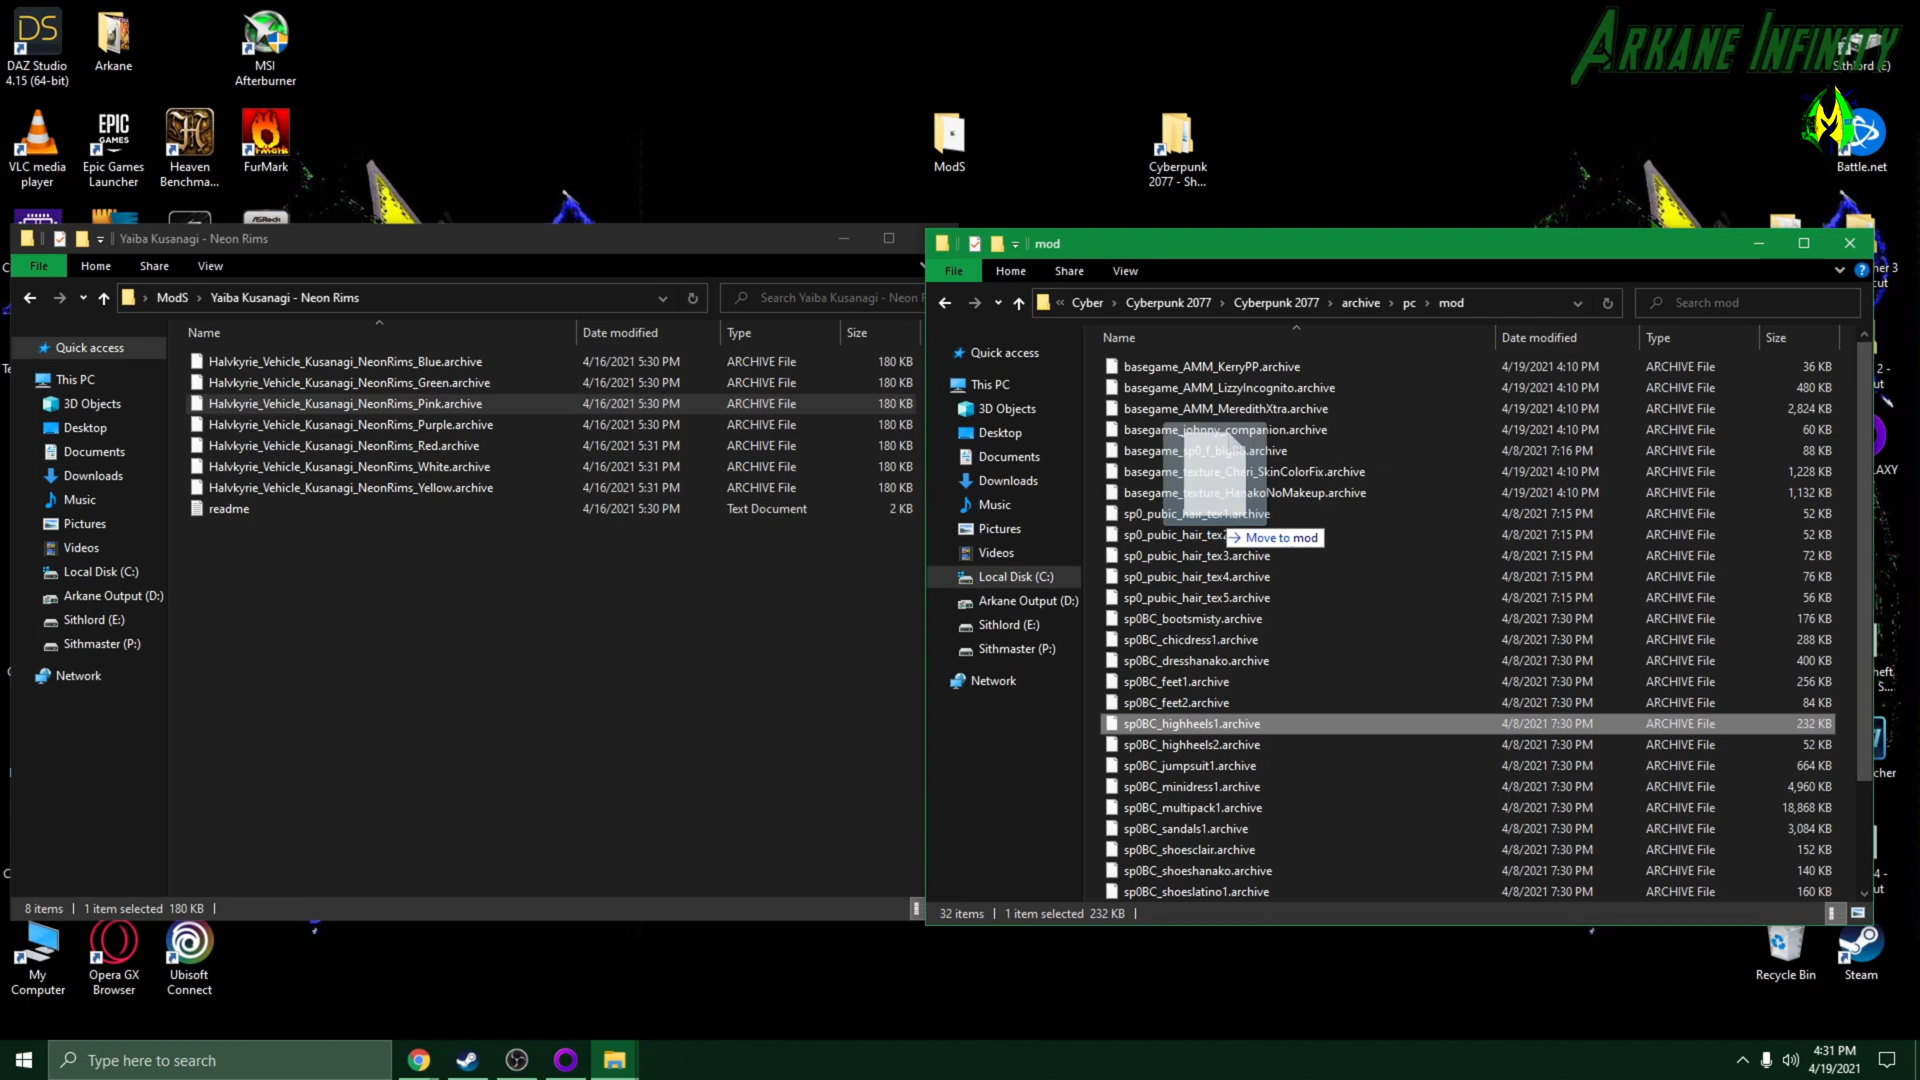 DS
DAZ Studio
4.15 (64-bit)
Arkane
MSI
Afterburner
ARKANE INFINITY
Sithlord (E)
VLC media
player
EPIC
GAMES
Epic Games
Launcher
Heaven
Benchma...
FurMark
ModS
Cyberpunk
2077 - Sh...
Battle.net
Yaiba Kusanagi - Neon Rims
File
Home
Share
View
ModS
Yaiba Kusanagi - Neon Rims
Search Yaiba Kusanagi - Neon
Name
Date modified
Type
Size
Quick access
This PC
3D Objects
Desktop
Documents
Downloads
Music
Pictures
Videos
Local Disk (C:)
Arkane Output (D:)
Sithlord (E:)
Sithmaster (P:)
Network
Halvkyrie_Vehicle_Kusanagi_NeonRims_Blue.archive 4/16/2021 5:30 PM ARCHIVE File 180 KB
Halvkyrie_Vehicle_Kusanagi_NeonRims_Green.archive 4/16/2021 5:30 PM ARCHIVE File 180 KB
Halvkyrie_Vehicle_Kusanagi_NeonRims_Pink.archive 4/16/2021 5:30 PM ARCHIVE File 180 KB
Halvkyrie_Vehicle_Kusanagi_NeonRims_Purple.archive 4/16/2021 5:30 PM ARCHIVE File 180 KB
Halvkyrie_Vehicle_Kusanagi_NeonRims_Red.archive 4/16/2021 5:31 PM ARCHIVE File 180 KB
Halvkyrie_Vehicle_Kusanagi_NeonRims_White.archive 4/16/2021 5:31 PM ARCHIVE File 180 KB
Halvkyrie_Vehicle_Kusanagi_NeonRims_Yellow.archive 4/16/2021 5:31 PM ARCHIVE File 180 KB
readme 4/16/2021 5:30 PM Text Document 2 KB
8 items 1 item selected 180 KB
mod
File
Home
Share
View
« Cyber › Cyberpunk 2077 › Cyberpunk 2077 › archive › pc › mod
Search mod
Name
Date modified
Type
Size
Quick access
This PC
3D Objects
Desktop
Documents
Downloads
Music
Pictures
Videos
Local Disk (C:)
Arkane Output (D:)
Sithlord (E:)
Sithmaster (P:)
Network
basegame_AMM_KerryPP.archive 4/19/2021 4:10 PM ARCHIVE File 36 KB
basegame_AMM_LizzyIncognito.archive 4/19/2021 4:10 PM ARCHIVE File 480 KB
basegame_AMM_MeredithXtra.archive 4/19/2021 4:10 PM ARCHIVE File 2,824 KB
basegame_johnny_companion.archive 4/19/2021 4:10 PM ARCHIVE File 60 KB
4/8/2021 7:16 PM ARCHIVE File 88 KB
basegame_texture_Cheri_SkinColorFix.archive 4/19/2021 4:10 PM ARCHIVE File 1,228 KB
basegame_texture_HanakoNoMakeup.archive 4/19/2021 4:10 PM ARCHIVE File 1,132 KB
sp0_pubic_hair_tex1.archive 4/8/2021 7:15 PM ARCHIVE File 52 KB
sp0_pubic_hair_tex2 4/8/2021 7:15 PM ARCHIVE File 52 KB
Move to mod
sp0_pubic_hair_tex3.archive 4/8/2021 7:15 PM ARCHIVE File 72 KB
sp0_pubic_hair_tex4.archive 4/8/2021 7:15 PM ARCHIVE File 76 KB
sp0_pubic_hair_tex5.archive 4/8/2021 7:15 PM ARCHIVE File 56 KB
sp0BC_bootsmisty.archive 4/8/2021 7:30 PM ARCHIVE File 176 KB
sp0BC_chicdress1.archive 4/8/2021 7:30 PM ARCHIVE File 288 KB
sp0BC_dresshanako.archive 4/8/2021 7:30 PM ARCHIVE File 400 KB
sp0BC_feet1.archive 4/8/2021 7:30 PM ARCHIVE File 256 KB
sp0BC_feet2.archive 4/8/2021 7:30 PM ARCHIVE File 84 KB
sp0BC_highheels1.archive 4/8/2021 7:30 PM ARCHIVE File 232 KB
sp0BC_highheels2.archive 4/8/2021 7:30 PM ARCHIVE File 52 KB
sp0BC_jumpsuit1.archive 4/8/2021 7:30 PM ARCHIVE File 664 KB
sp0BC_minidress1.archive 4/8/2021 7:30 PM ARCHIVE File 4,960 KB
sp0BC_multipack1.archive 4/8/2021 7:30 PM ARCHIVE File 18,868 KB
sp0BC_sandals1.archive 4/8/2021 7:30 PM ARCHIVE File 3,084 KB
sp0BC_shoesclair.archive 4/8/2021 7:30 PM ARCHIVE File 152 KB
sp0BC_shoeshanako.archive 4/8/2021 7:30 PM ARCHIVE File 140 KB
sp0BC_shoeslatino1.archive 4/8/2021 7:30 PM ARCHIVE File 160 KB
32 items 1 item selected 232 KB
My
Computer
Opera GX
Browser
Ubisoft
Connect
Recycle Bin
Steam
Type here to search
4:31 PM
4/19/2021